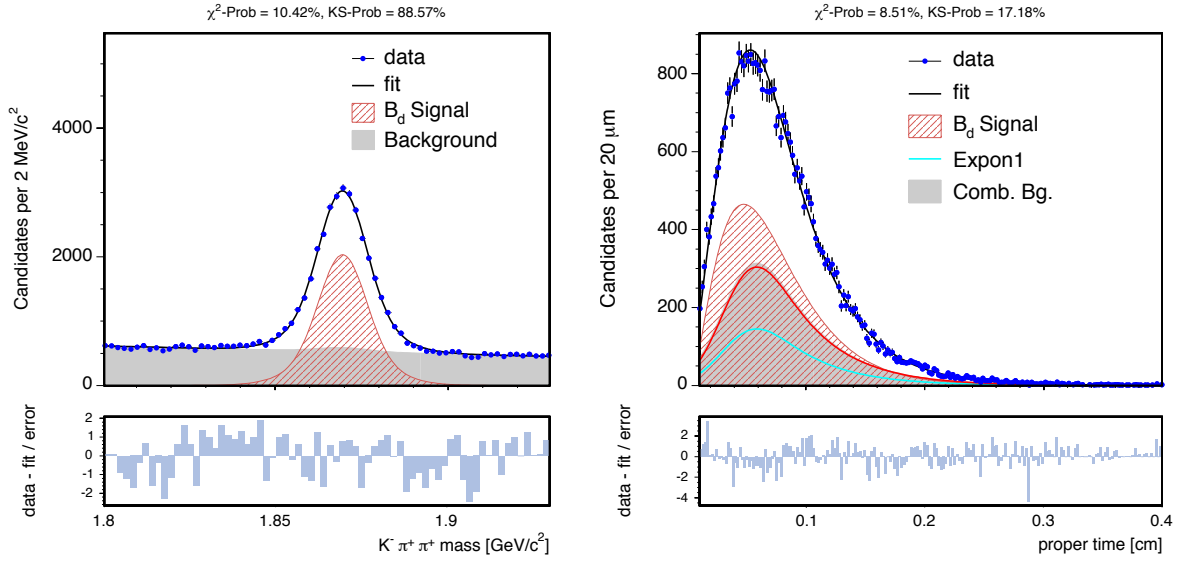 χ²-Prob = 10.42%, KS-Prob = 88.57%
Candidates per 2 MeV/c²
4000
2000
0
data
fit
B_d Signal
Background
data - fit / error
2
1
0
-1
-2
1.8
1.85
1.9
K⁻ π⁺ π⁺ mass [GeV/c²]
χ²-Prob = 8.51%, KS-Prob = 17.18%
Candidates per 20 μm
800
600
400
200
0
data
fit
B_d Signal
Expon1
Comb. Bg.
data - fit / error
2
0
-2
-4
0.1
0.2
0.3
0.4
proper time [cm]